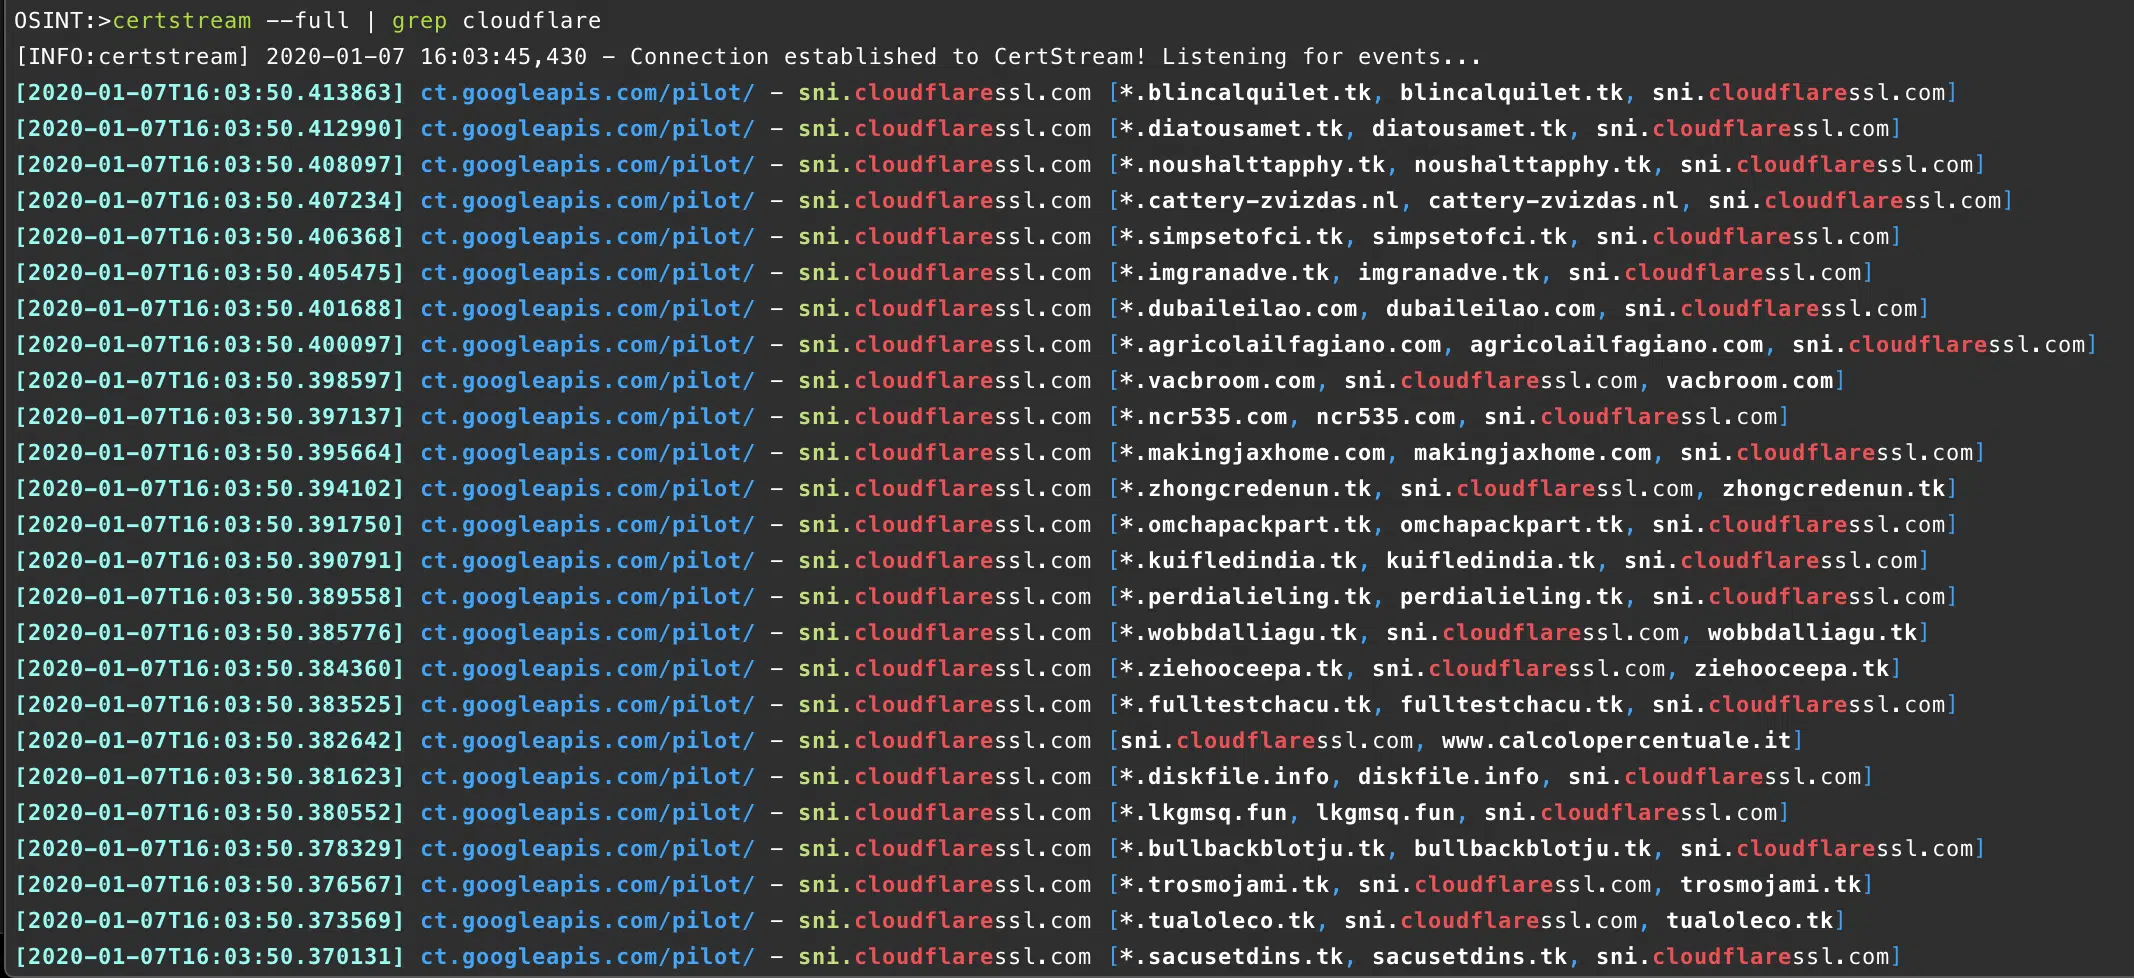 OSINT:>certstream --full | grep cloudflare
[INFO:certstream] 2020-01-07 16:03:45,430 - Connection established to CertStream! Listening for events...
[2020-01-07T16:03:50.413863] ct.googleapis.com/pilot/ - sni.cloudflaressl.com [*.blincalquilet.tk, blincalquilet.tk, sni.cloudflaressl.com]
[2020-01-07T16:03:50.412990] ct.googleapis.com/pilot/ - sni.cloudflaressl.com [*.diatousamet.tk, diatousamet.tk, sni.cloudflaressl.com]
[2020-01-07T16:03:50.408097] ct.googleapis.com/pilot/ - sni.cloudflaressl.com [*.noushalttapphy.tk, noushalttapphy.tk, sni.cloudflaressl.com]
[2020-01-07T16:03:50.407234] ct.googleapis.com/pilot/ - sni.cloudflaressl.com [*.cattery-zvizdas.nl, cattery-zvizdas.nl, sni.cloudflaressl.com]
[2020-01-07T16:03:50.406368] ct.googleapis.com/pilot/ - sni.cloudflaressl.com [*.simpsetofci.tk, simpsetofci.tk, sni.cloudflaressl.com]
[2020-01-07T16:03:50.405475] ct.googleapis.com/pilot/ - sni.cloudflaressl.com [*.imgranadve.tk, imgranadve.tk, sni.cloudflaressl.com]
[2020-01-07T16:03:50.401688] ct.googleapis.com/pilot/ - sni.cloudflaressl.com [*.dubaileilao.com, dubaileilao.com, sni.cloudflaressl.com]
[2020-01-07T16:03:50.400097] ct.googleapis.com/pilot/ - sni.cloudflaressl.com [*.agricolailfagiano.com, agricolailfagiano.com, sni.cloudflaressl.com]
[2020-01-07T16:03:50.398597] ct.googleapis.com/pilot/ - sni.cloudflaressl.com [*.vacbroom.com, sni.cloudflaressl.com, vacbroom.com]
[2020-01-07T16:03:50.397137] ct.googleapis.com/pilot/ - sni.cloudflaressl.com [*.ncr535.com, ncr535.com, sni.cloudflaressl.com]
[2020-01-07T16:03:50.395664] ct.googleapis.com/pilot/ - sni.cloudflaressl.com [*.makingjaxhome.com, makingjaxhome.com, sni.cloudflaressl.com]
[2020-01-07T16:03:50.394102] ct.googleapis.com/pilot/ - sni.cloudflaressl.com [*.zhongcredenun.tk, sni.cloudflaressl.com, zhongcredenun.tk]
[2020-01-07T16:03:50.391750] ct.googleapis.com/pilot/ - sni.cloudflaressl.com [*.omchapackpart.tk, omchapackpart.tk, sni.cloudflaressl.com]
[2020-01-07T16:03:50.390791] ct.googleapis.com/pilot/ - sni.cloudflaressl.com [*.kuifledindia.tk, kuifledindia.tk, sni.cloudflaressl.com]
[2020-01-07T16:03:50.389558] ct.googleapis.com/pilot/ - sni.cloudflaressl.com [*.perdialieling.tk, perdialieling.tk, sni.cloudflaressl.com]
[2020-01-07T16:03:50.385776] ct.googleapis.com/pilot/ - sni.cloudflaressl.com [*.wobbdalliagu.tk, sni.cloudflaressl.com, wobbdalliagu.tk]
[2020-01-07T16:03:50.384360] ct.googleapis.com/pilot/ - sni.cloudflaressl.com [*.ziehooceepa.tk, sni.cloudflaressl.com, ziehooceepa.tk]
[2020-01-07T16:03:50.383525] ct.googleapis.com/pilot/ - sni.cloudflaressl.com [*.fulltestchacu.tk, fulltestchacu.tk, sni.cloudflaressl.com]
[2020-01-07T16:03:50.382642] ct.googleapis.com/pilot/ - sni.cloudflaressl.com [sni.cloudflaressl.com, www.calcolopercentuale.it]
[2020-01-07T16:03:50.381623] ct.googleapis.com/pilot/ - sni.cloudflaressl.com [*.diskfile.info, diskfile.info, sni.cloudflaressl.com]
[2020-01-07T16:03:50.380552] ct.googleapis.com/pilot/ - sni.cloudflaressl.com [*.lkgmsq.fun, lkgmsq.fun, sni.cloudflaressl.com]
[2020-01-07T16:03:50.378329] ct.googleapis.com/pilot/ - sni.cloudflaressl.com [*.bullbackblotju.tk, bullbackblotju.tk, sni.cloudflaressl.com]
[2020-01-07T16:03:50.376567] ct.googleapis.com/pilot/ - sni.cloudflaressl.com [*.trosmojami.tk, sni.cloudflaressl.com, trosmojami.tk]
[2020-01-07T16:03:50.373569] ct.googleapis.com/pilot/ - sni.cloudflaressl.com [*.tualoleco.tk, sni.cloudflaressl.com, tualoleco.tk]
[2020-01-07T16:03:50.370131] ct.googleapis.com/pilot/ - sni.cloudflaressl.com [*.sacusetdins.tk, sacusetdins.tk, sni.cloudflaressl.com]